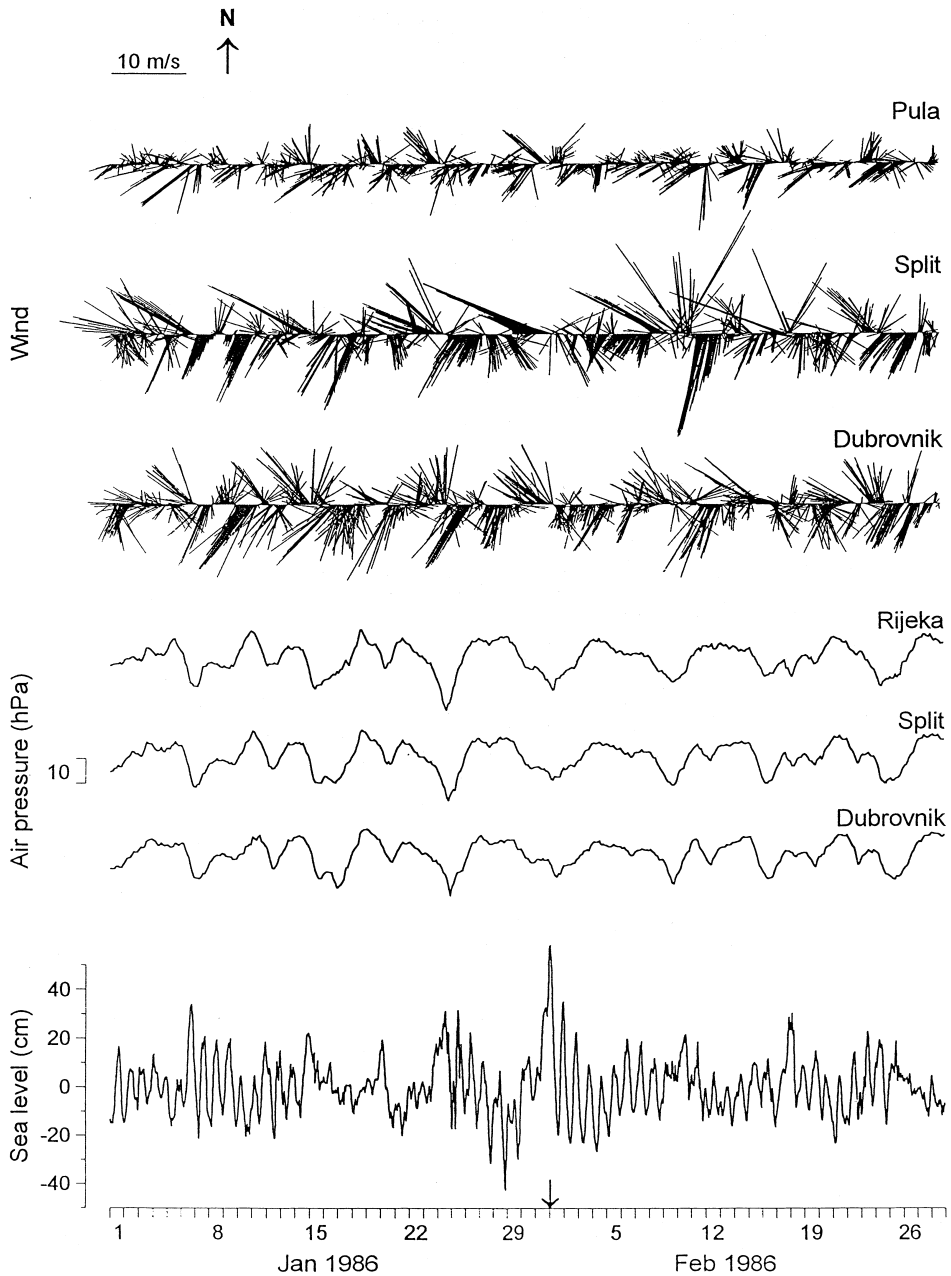 N
10 m/s
Pula
Split
Wind
Dubrovnik
Rijeka
Air pressure (hPa)
Split
10
Dubrovnik
Sea level (cm)
40
20
0
-20
-40
1 8 15 22 29 5 12 19 26
Jan 1986 Feb 1986